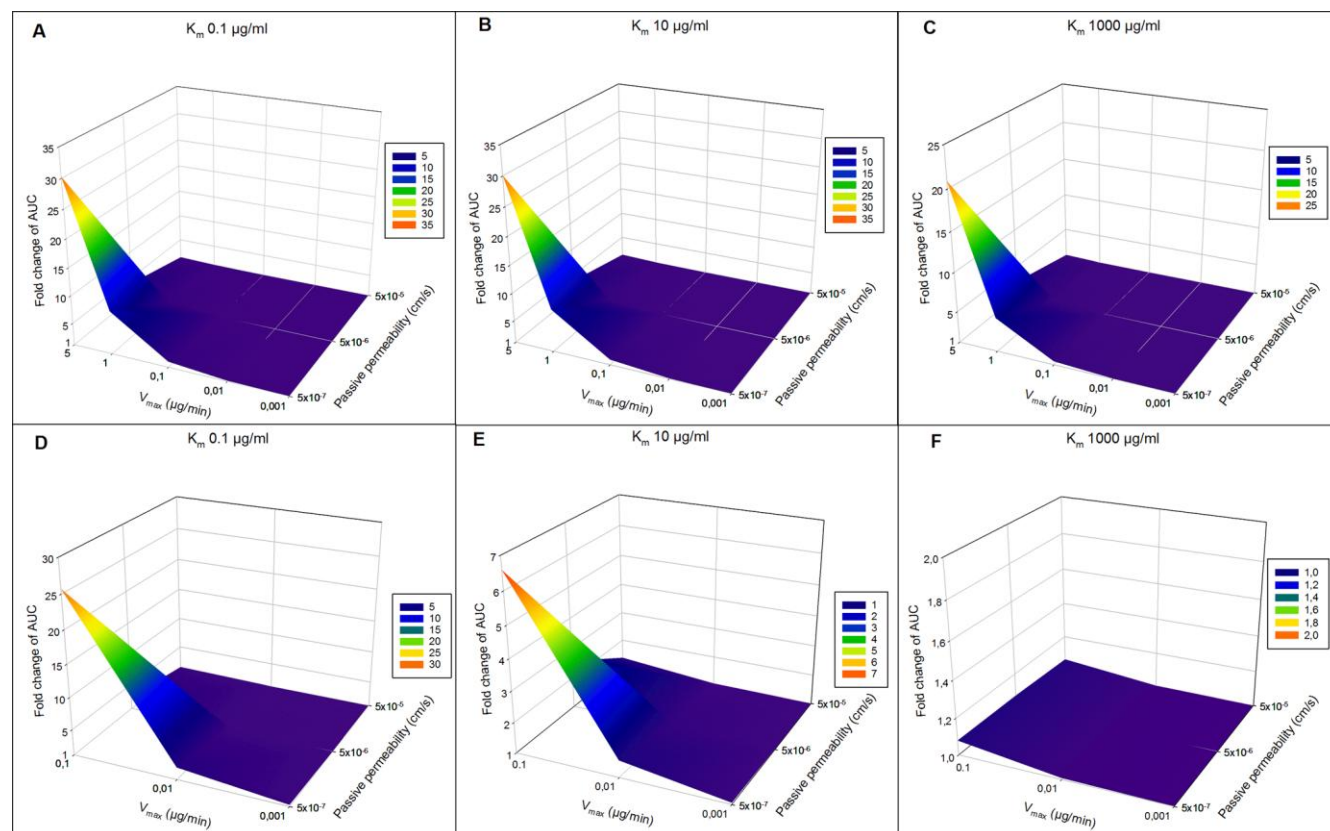 A
K_m 0.1 µg/ml
35
30
25
20
15
10
5
1
Fold change of AUC
5
1
0,1
0,01
0,001
V_max (µg/min)
5x10^-7
5x10^-6
5x10^-5
Passive permeability (cm/s)
5
10
15
20
25
30
35
B
K_m 10 µg/ml
35
30
25
20
15
10
5
1
Fold change of AUC
5
1
0,1
0,01
0,001
V_max (µg/min)
5x10^-7
5x10^-6
5x10^-5
Passive permeability (cm/s)
5
10
15
20
25
30
35
C
K_m 1000 µg/ml
25
20
15
10
5
1
Fold change of AUC
5
1
0,1
0,01
0,001
V_max (µg/min)
5x10^-7
5x10^-6
5x10^-5
Passive permeability (cm/s)
5
10
15
20
25
D
K_m 0.1 µg/ml
30
25
20
15
10
5
1
Fold change of AUC
0,1
0,01
0,001
V_max (µg/min)
5x10^-7
5x10^-6
5x10^-5
Passive permeability (cm/s)
5
10
15
20
25
30
E
K_m 10 µg/ml
7
6
5
4
3
2
1
Fold change of AUC
0.1
0,01
0,001
V_max (µg/min)
5x10^-7
5x10^-6
5x10^-5
Passive permeability (cm/s)
1
2
3
4
5
6
7
F
K_m 1000 µg/ml
2,0
1,8
1,6
1,4
1,2
1,0
Fold change of AUC
0.1
0,01
0,001
V_max (µg/min)
5x10^-7
5x10^-6
5x10^-5
Passive permeability (cm/s)
1,0
1,2
1,4
1,6
1,8
2,0